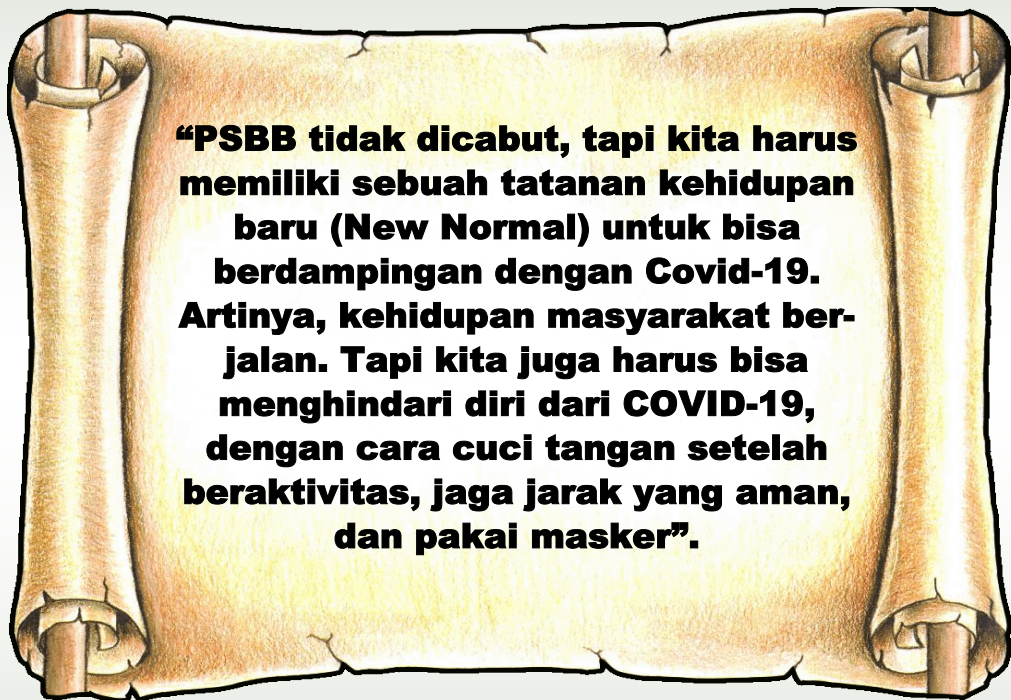 “PSBB tidak dicabut, tapi kita harus
memiliki sebuah tatanan kehidupan
baru (New Normal) untuk bisa
berdampingan dengan Covid-19.
Artinya, kehidupan masyarakat ber-
jalan. Tapi kita juga harus bisa
menghindari diri dari COVID-19,
dengan cara cuci tangan setelah
beraktivitas, jaga jarak yang aman,
dan pakai masker”.